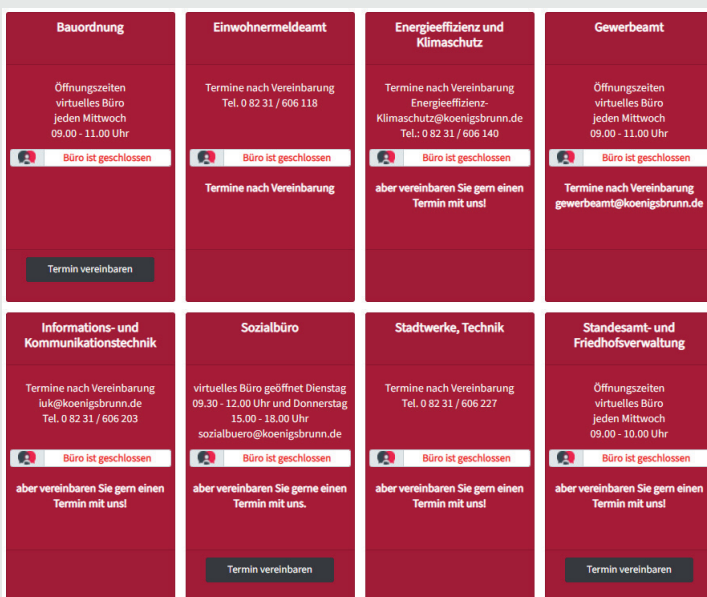 Bauordnung
Öffnungszeiten
virtuelles Büro
jeden Mittwoch
09.00 - 11.00 Uhr
Büro ist geschlossen
Termin vereinbaren
Einwohnermeldeamt
Termine nach Vereinbarung
Tel. 0 82 31 / 606 118
Büro ist geschlossen
Termine nach Vereinbarung
Energieeffizienz und
Klimaschutz
Termine nach Vereinbarung
Energieeffizienz-
Klimaschutz@koenigsbrunn.de
Tel.: 0 82 31 / 606 140
Büro ist geschlossen
aber vereinbaren Sie gern einen
Termin mit uns!
Gewerbeamt
Öffnungszeiten
virtuelles Büro
jeden Mittwoch
09.00 - 11.00 Uhr
Büro ist geschlossen
Termine nach Vereinbarung
gewerbeamt@koenigsbrunn.de
Informations- und
Kommunikationstechnik
Termine nach Vereinbarung
iuk@koenigsbrunn.de
Tel. 0 82 31 / 606 203
Büro ist geschlossen
aber vereinbaren Sie gern einen
Termin mit uns!
Sozialbüro
virtuelles Büro geöffnet Dienstag
09.30 - 12.00 Uhr und Donnerstag
15.00 - 18.00 Uhr
sozialbuero@koenigsbrunn.de
Büro ist geschlossen
aber vereinbaren Sie gerne einen
Termin mit uns.
Termin vereinbaren
Stadtwerke, Technik
Termine nach Vereinbarung
Tel. 0 82 31 / 606 227
Büro ist geschlossen
aber vereinbaren Sie gern einen
Termin mit uns!
Standesamt- und
Friedhofsverwaltung
Öffnungszeiten
virtuelles Büro
jeden Mittwoch
09.00 - 10.00 Uhr
Büro ist geschlossen
aber vereinbaren Sie gern einen
Termin mit uns!
Termin vereinbaren